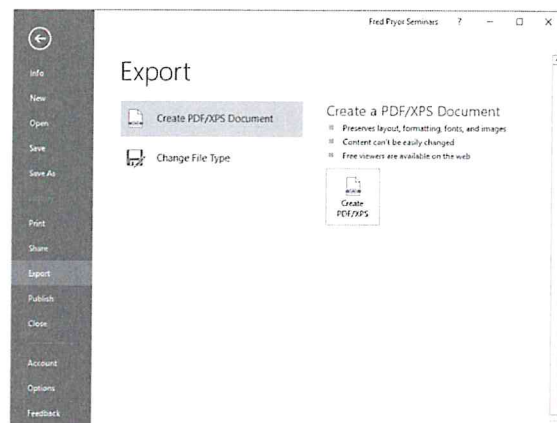 Fred Pryor Seminars ?
Info
New
Open
Save
Save As
Print
Share
Export
Publish
Close
Account
Options
Feedback
Export
Create PDF/XPS Document
Change File Type
Create a PDF/XPS Document
Preserves layout, formatting, fonts, and images
Content can't be easily changed
Free viewers are available on the web
Create
PDF/XPS